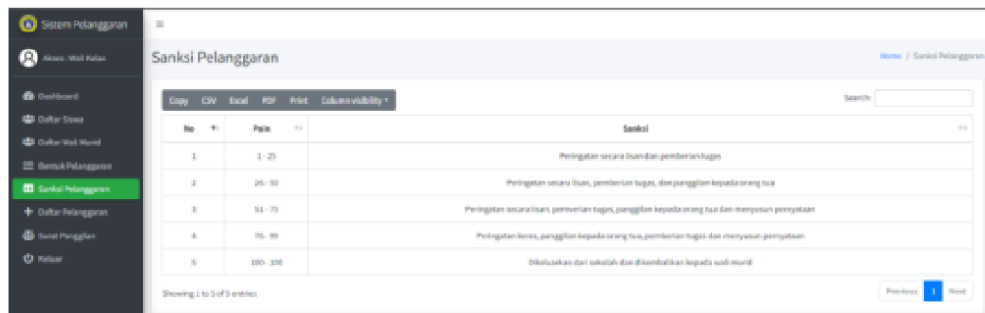 Sistem Pelanggaran
Akses : Wali Kelas
Sanksi Pelanggaran
Home / Sanksi Pelanggaran
Dashboard
Daftar Siswa
Daftar Wali Murid
Bentuk Pelanggaran
Sanksi Pelanggaran
Daftar Pelanggaran
Surat Panggilan
Keluar
Copy CSV Excel PDF Print Column visibility
Search:
No Poin Sanksi
1 1 - 25 Peringatan secara lisan dan pemberian tugas
2 26 - 50 Peringatan secara lisan, pemberian tugas, dan panggilan kepada orang tua
3 51 - 75 Peringatan secara lisan, pemverian tugas, panggilan kepada orang tua dan menyusun pernyataan
4 76 - 99 Peringatan keras, panggilan kepada orang tua, pemberian tugas dan menyusun pernyataan
5 100 - 100 Dikeluarkan dari sekolah dan dikembalikan kepada wali murid
Showing 1 to 5 of 5 entries
Previous 1 Next